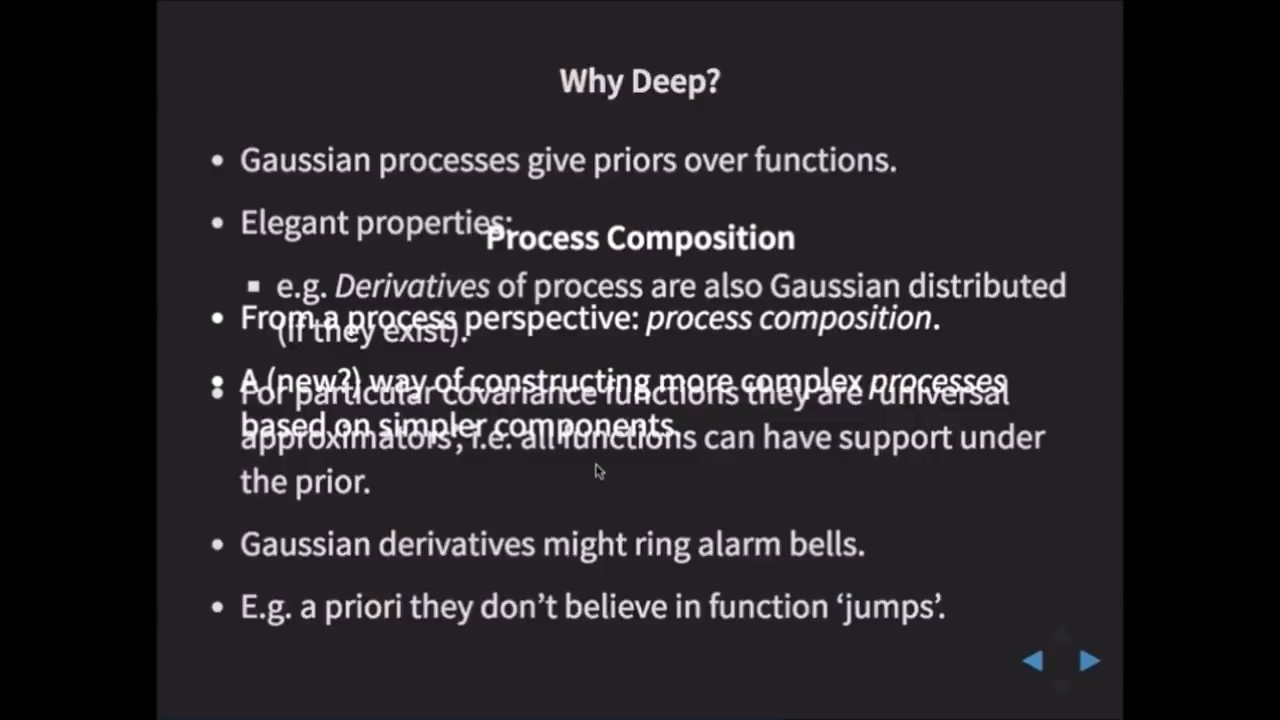 Why Deep?
• Gaussian processes give priors over functions.
• Elegant properties:
▪ e.g. Derivatives of process are also Gaussian distributed
(if they exist).
• For particular covariance functions they are ‘universal
approximators’, i.e. all functions can have support under
the prior.
• Gaussian derivatives might ring alarm bells.
• E.g. a priori they don’t believe in function ‘jumps’.
Process Composition
• From a process perspective: process composition.
• A (new?) way of constructing more complex processes
based on simpler components.